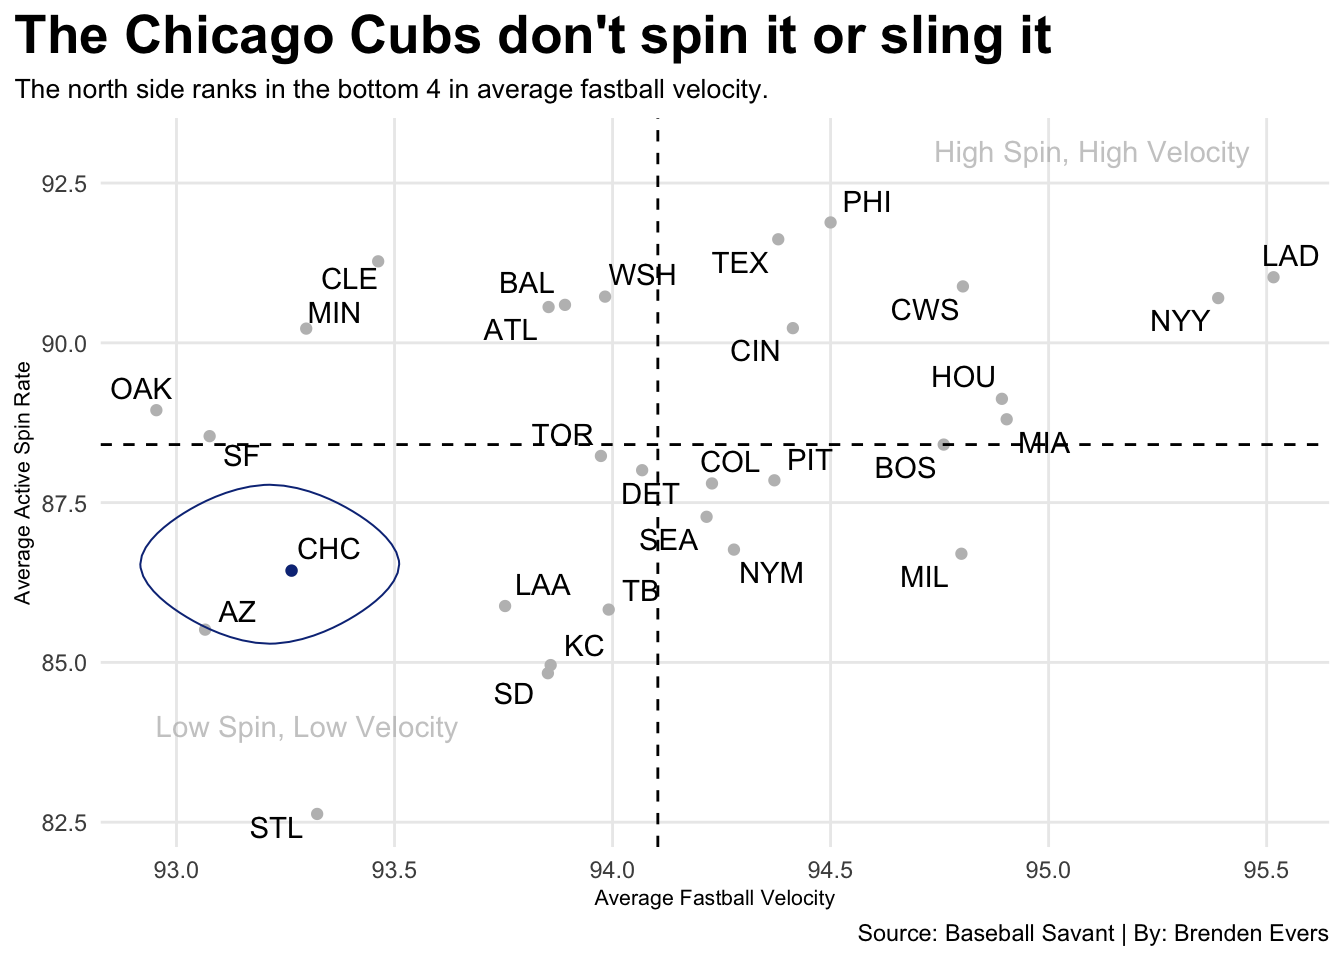 The Chicago Cubs don't spin it or sling it
The north side ranks in the bottom 4 in average fastball velocity.
High Spin, High Velocity
92.5
PHI
LAD
TEX
WSH
CLE
BAL
CWS
MIN
NYY
ATL
90.0
CIN
HOU
OAK
TOR
MIA
SF
COL
PIT
BOS
87.5
DET
SEA
CHC
NYM
MIL
LAA
TB
AZ
KC
85.0
SD
Low Spin, Low Velocity
STL
82.5
Average Active Spin Rate
93.0 93.5 94.0 94.5 95.0 95.5
Average Fastball Velocity
Source: Baseball Savant | By: Brenden Evers